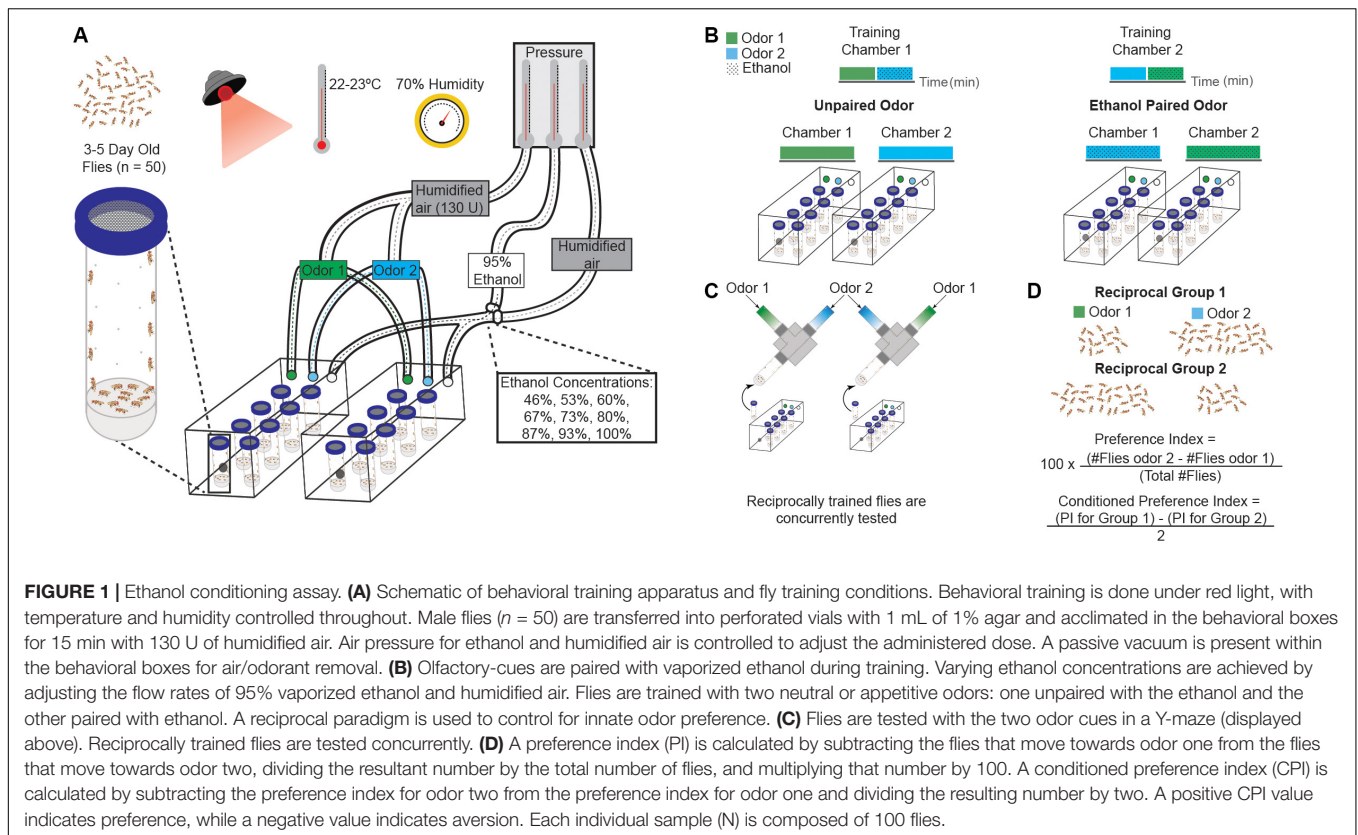 A
3-5 Day Old
Flies (n = 50)
22-23ºC
70% Humidity
Pressure
Humidified
air (130 U)
Odor 1
Odor 2
95%
Ethanol
Humidified
air
Ethanol Concentrations:
46%, 53%, 60%,
67%, 73%, 80%,
87%, 93%, 100%
B
Odor 1
Odor 2
Ethanol
Training
Chamber 1
Time (min)
Training
Chamber 2
Time (min)
Unpaired Odor
Chamber 1
Chamber 2
Ethanol Paired Odor
Chamber 1
Chamber 2
C
Odor 1
Odor 2
Odor 1
Reciprocally trained flies are
concurrently tested
D
Reciprocal Group 1
Odor 1
Odor 2
Reciprocal Group 2
Preference Index =
100 x (#Flies odor 2 - #Flies odor 1)
(Total #Flies)
Conditioned Preference Index =
(PI for Group 1) - (PI for Group 2)
2
FIGURE 1 | Ethanol conditioning assay. (A) Schematic of behavioral training apparatus and fly training conditions. Behavioral training is done under red light, with
temperature and humidity controlled throughout. Male flies (n = 50) are transferred into perforated vials with 1 mL of 1% agar and acclimated in the behavioral boxes
for 15 min with 130 U of humidified air. Air pressure for ethanol and humidified air is controlled to adjust the administered dose. A passive vacuum is present within
the behavioral boxes for air/odorant removal. (B) Olfactory-cues are paired with vaporized ethanol during training. Varying ethanol concentrations are achieved by
adjusting the flow rates of 95% vaporized ethanol and humidified air. Flies are trained with two neutral or appetitive odors: one unpaired with the ethanol and the
other paired with ethanol. A reciprocal paradigm is used to control for innate odor preference. (C) Flies are tested with the two odor cues in a Y-maze (displayed
above). Reciprocally trained flies are tested concurrently. (D) A preference index (PI) is calculated by subtracting the flies that move towards odor one from the flies
that move towards odor two, dividing the resultant number by the total number of flies, and multiplying that number by 100. A conditioned preference index (CPI) is
calculated by subtracting the preference index for odor two from the preference index for odor one and dividing the resulting number by two. A positive CPI value
indicates preference, while a negative value indicates aversion. Each individual sample (N) is composed of 100 flies.